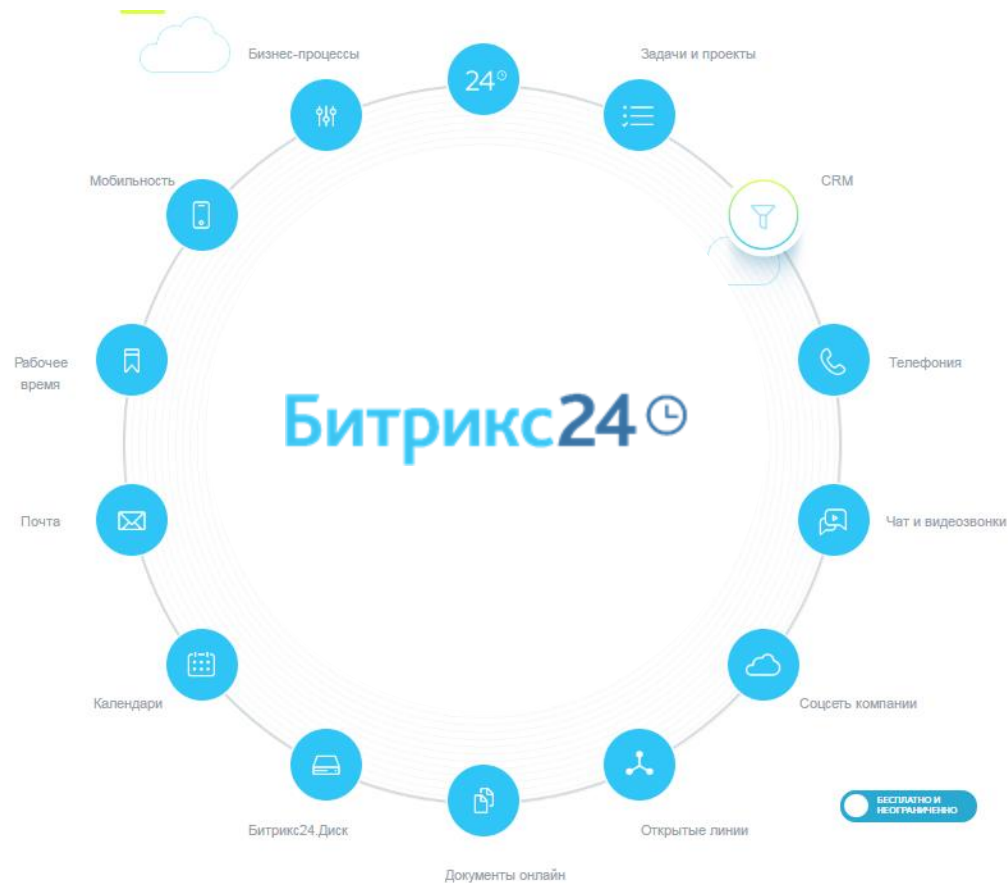 Бизнес-процессы
24
Задачи и проекты
Мобильность
CRM
Рабочее
время
Телефония
Битрикс24
Почта
Чат и видеозвонки
Календари
Соцсеть компании
БЕСПЛАТНО И
НЕОГРАНИЧЕННО
Битрикс24.Диск
Открытые линии
Документы онлайн